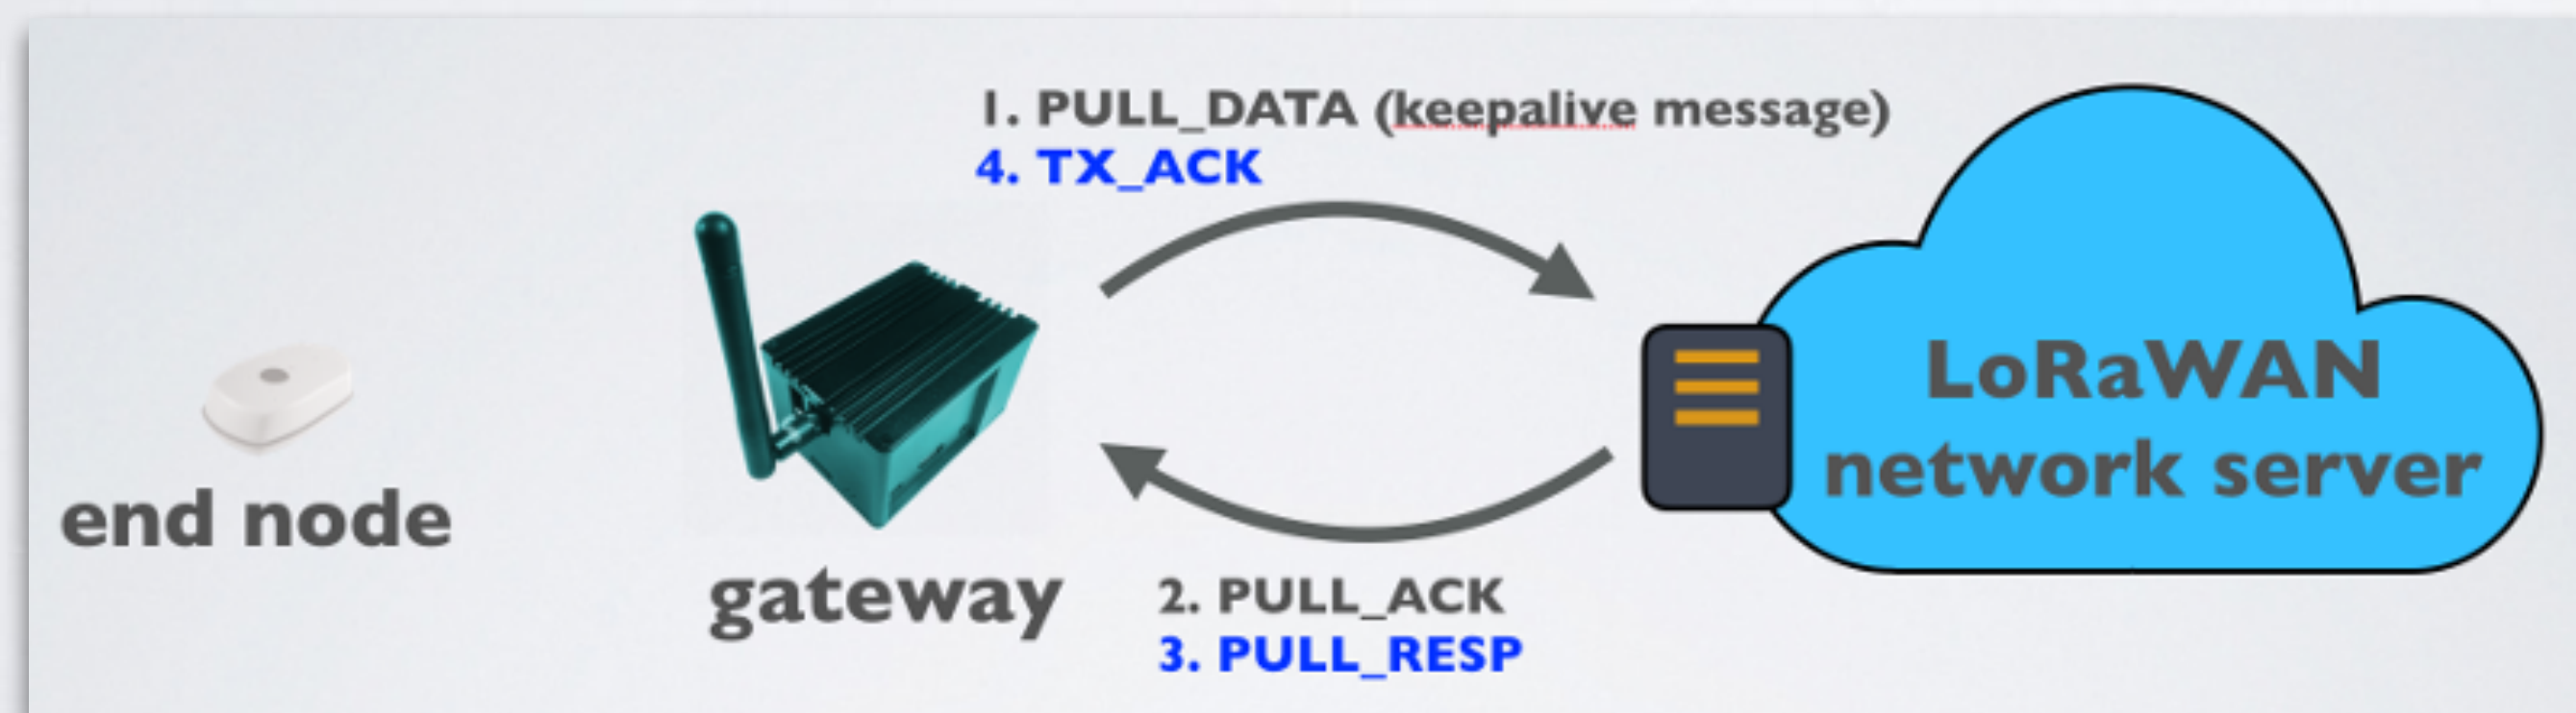 1. PULL_DATA (keepalive message)
4. TX_ACK
LoRaWAN
network server
end node
gateway
2. PULL_ACK
3. PULL_RESP